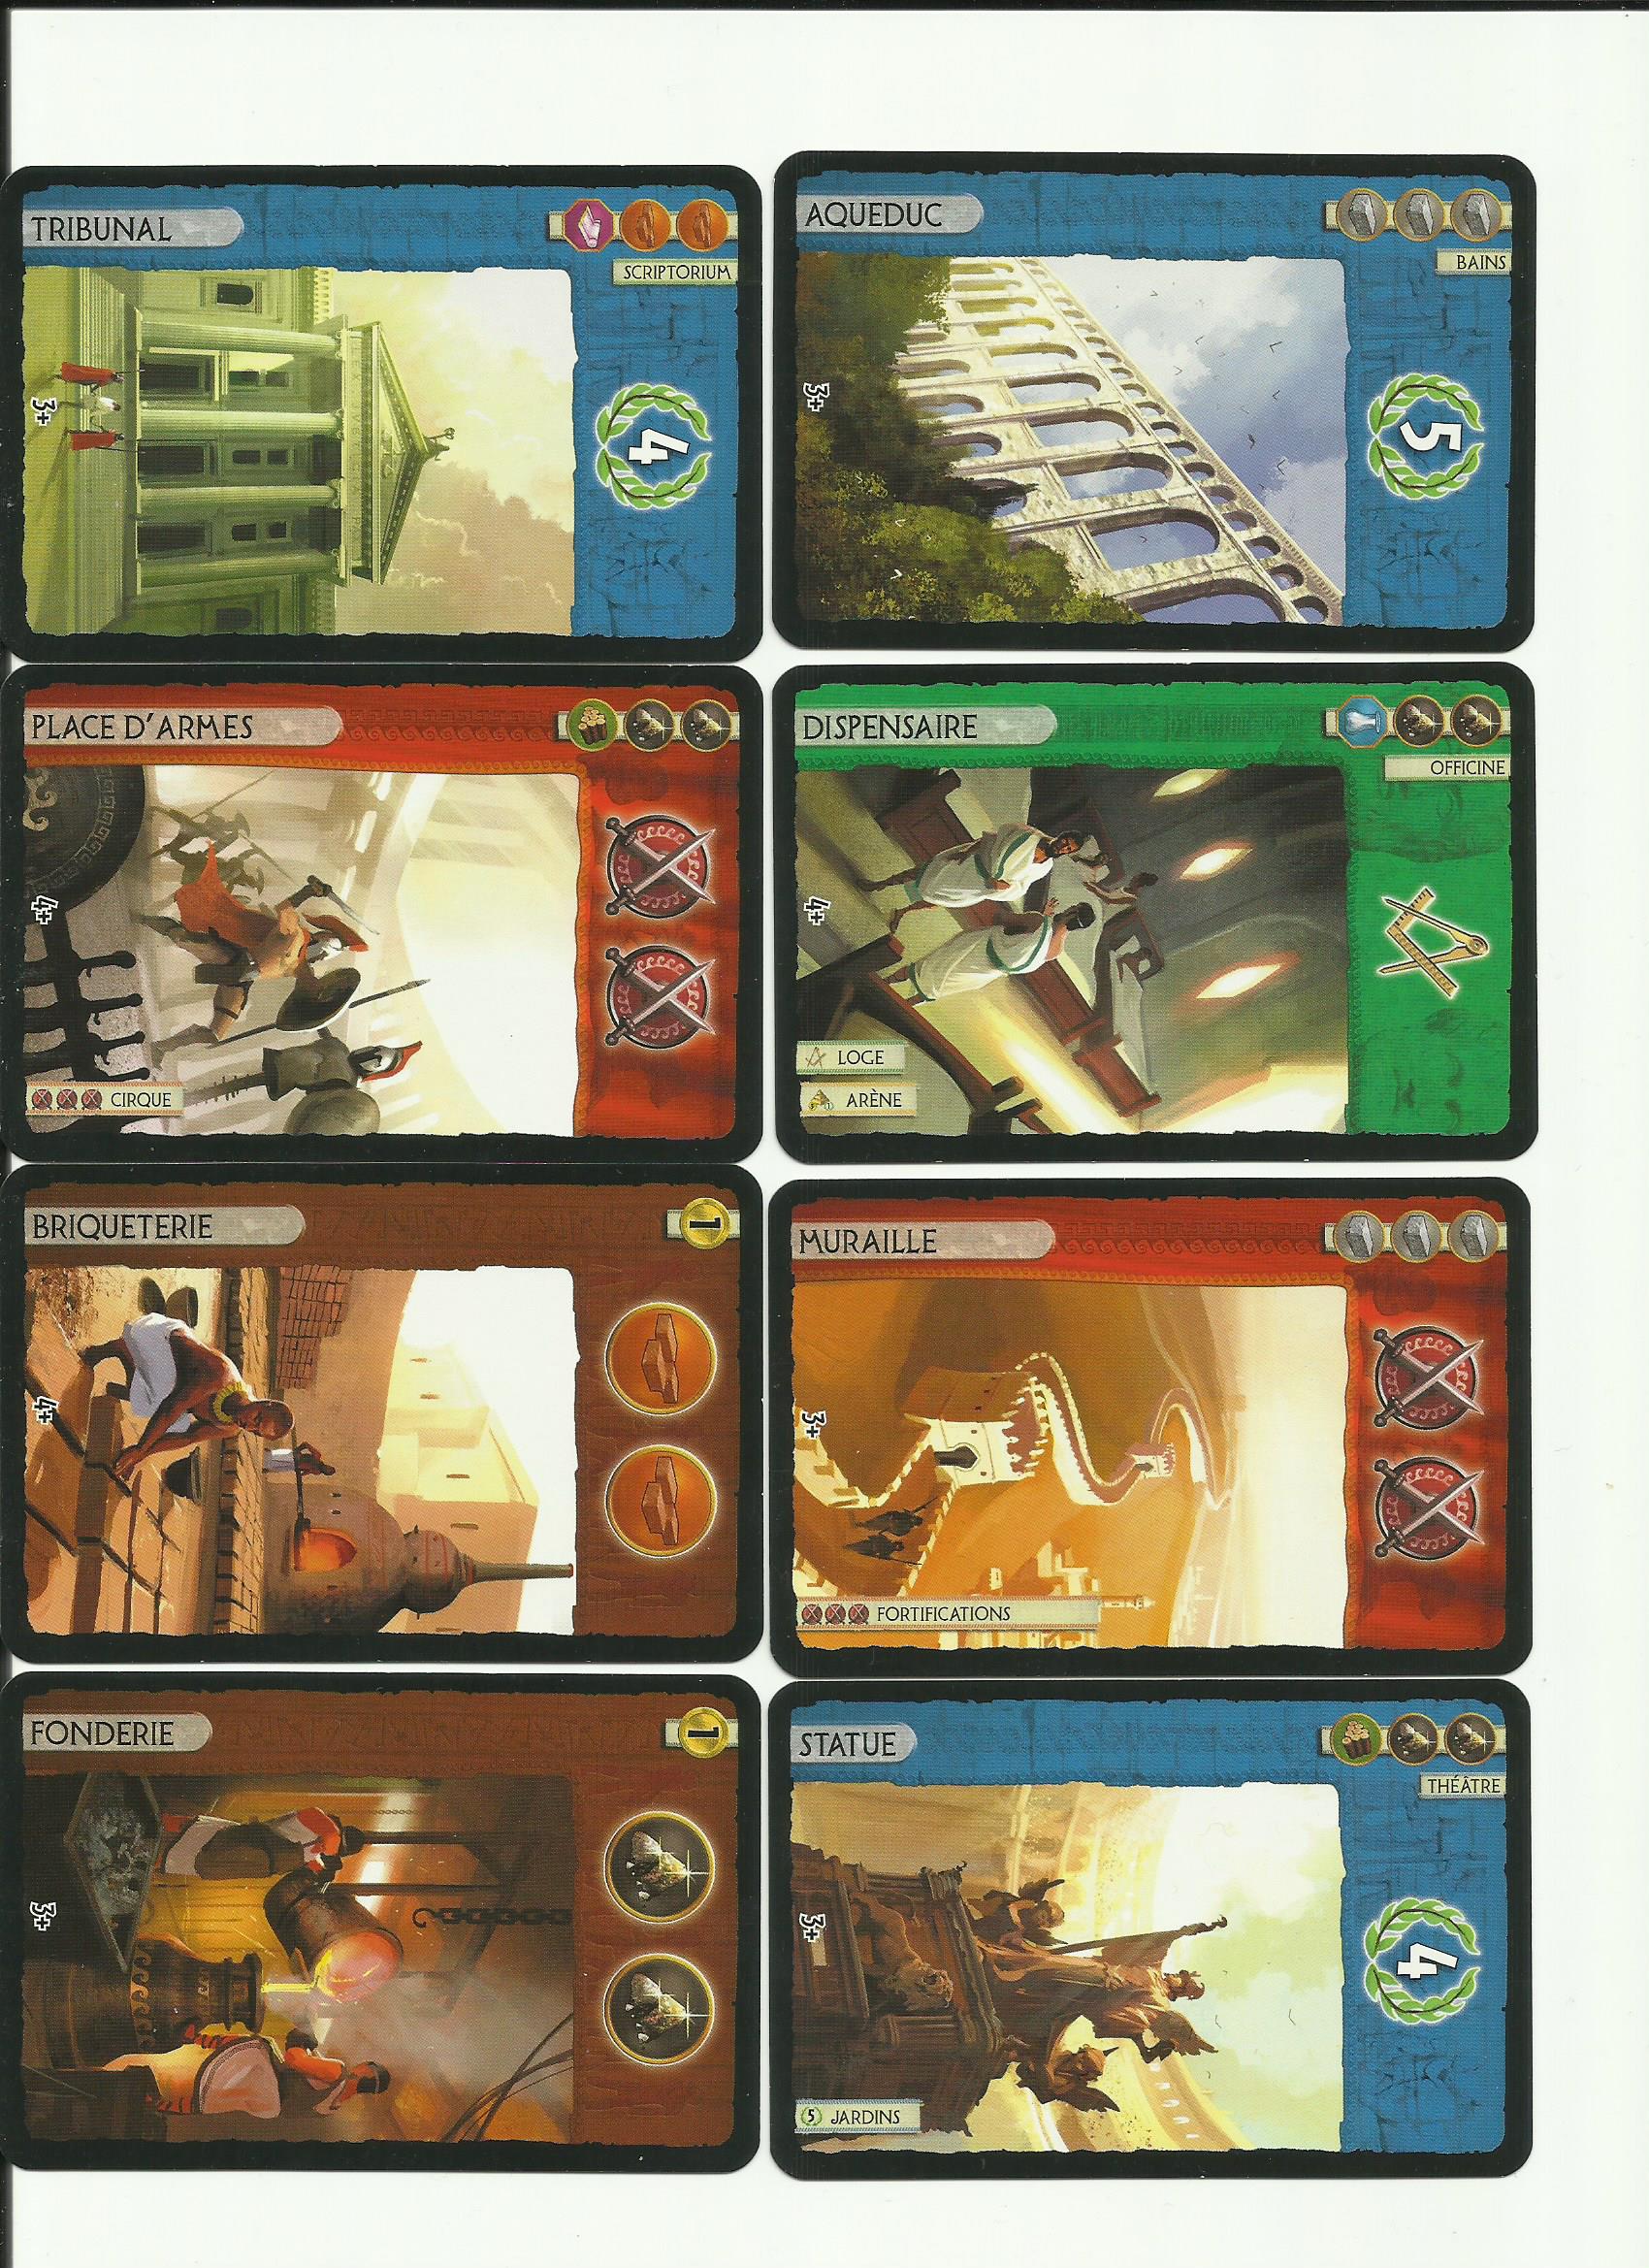 TRIBUNAL
SCRIPTORIUM
4
3+
AQUEDUC
BAINS
5
3+
PLACE D'ARMES
4+
CIRQUE
DISPENSAIRE
OFFICINE
4+
LOGE
ARÈNE
BRIQUETERIE
1
4+
MURAILLE
3+
FORTIFICATIONS
FONDERIE
1
3+
STATUE
THÉÂTRE
4
3+
5 JARDINS